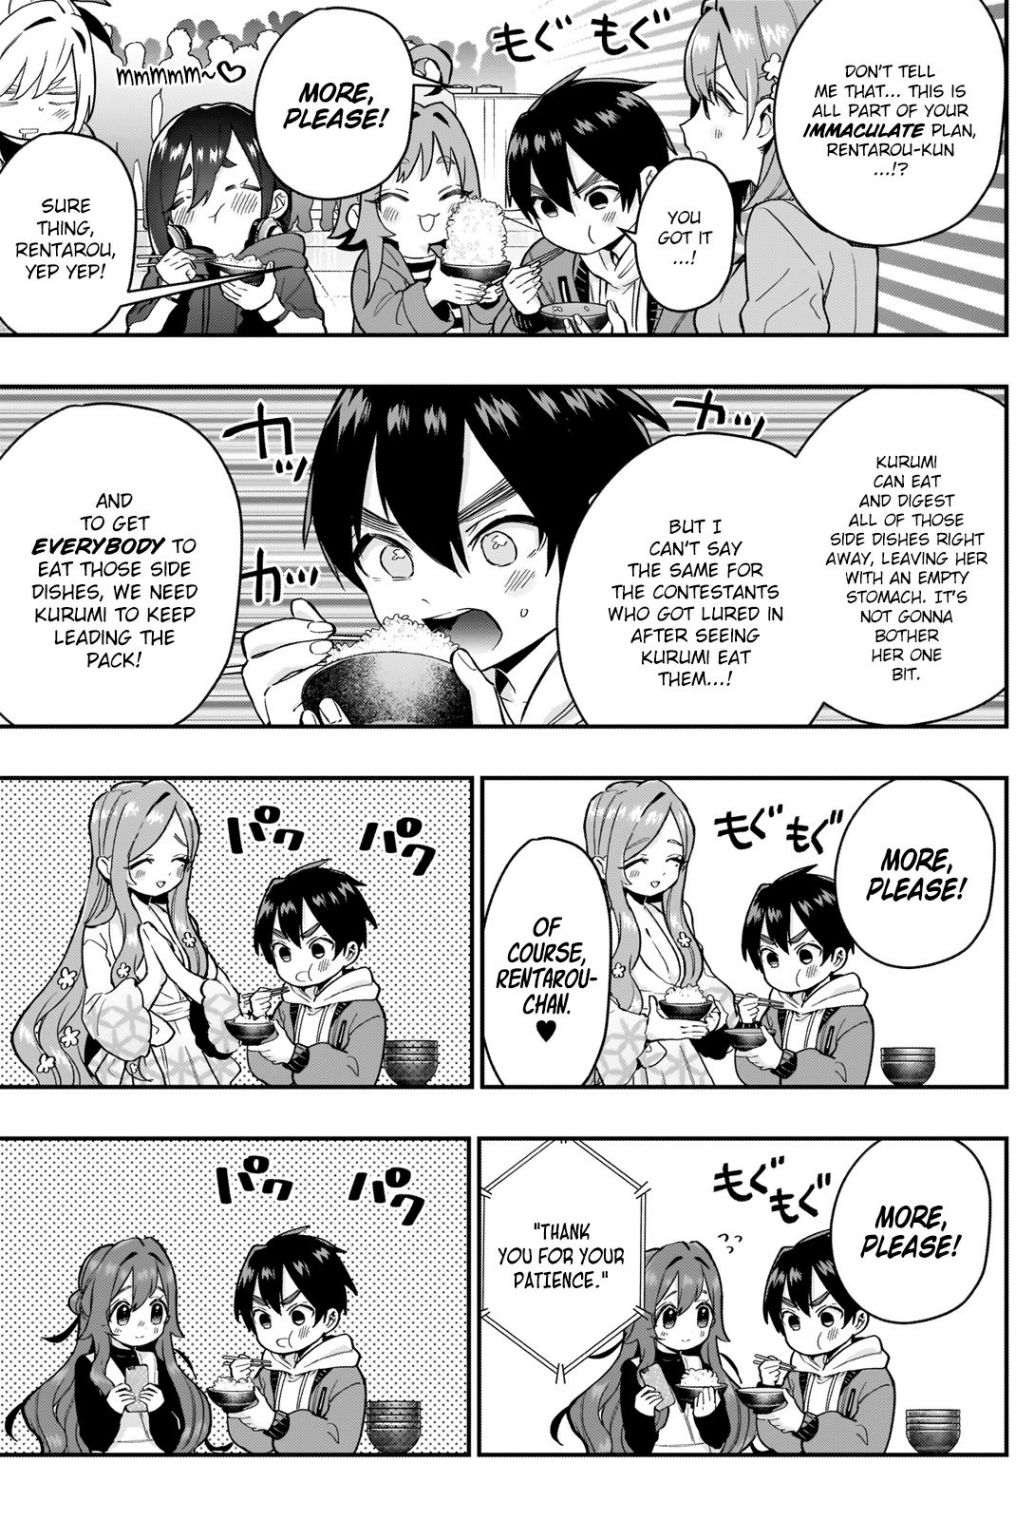 DON'T TELL
ME THAT... THIS IS
ALL PART OF YOUR
IMMACULATE PLAN,
RENTAROU-KUN
...!?
もぐ もぐ
YOU
GOT IT
...!
MORE,
PLEASE!
mmmmm~♡
SURE
THING,
RENTAROU,
YEP YEP!
KURUMI
CAN EAT
AND DIGEST
ALL OF THOSE
SIDE DISHES RIGHT
AWAY, LEAVING HER
WITH AN EMPTY
STOMACH. IT'S
NOT GONNA
BOTHER
HER ONE
BIT.
BUT I
CAN'T SAY
THE SAME FOR
THE CONTESTANTS
WHO GOT LURED IN
AFTER SEEING
KURUMI EAT
THEM...!
カッ
カッ
カッ
AND
TO GET
EVERYBODY TO
EAT THOSE SIDE
DISHES, WE NEED
KURUMI TO KEEP
LEADING THE
PACK!
MORE,
PLEASE!
もぐ もぐ
OF
COURSE,
RENTAROU-
CHAN.
♥
パク パク
MORE,
PLEASE!
もぐ もぐ
"THANK
YOU FOR YOUR
PATIENCE."
パク パク